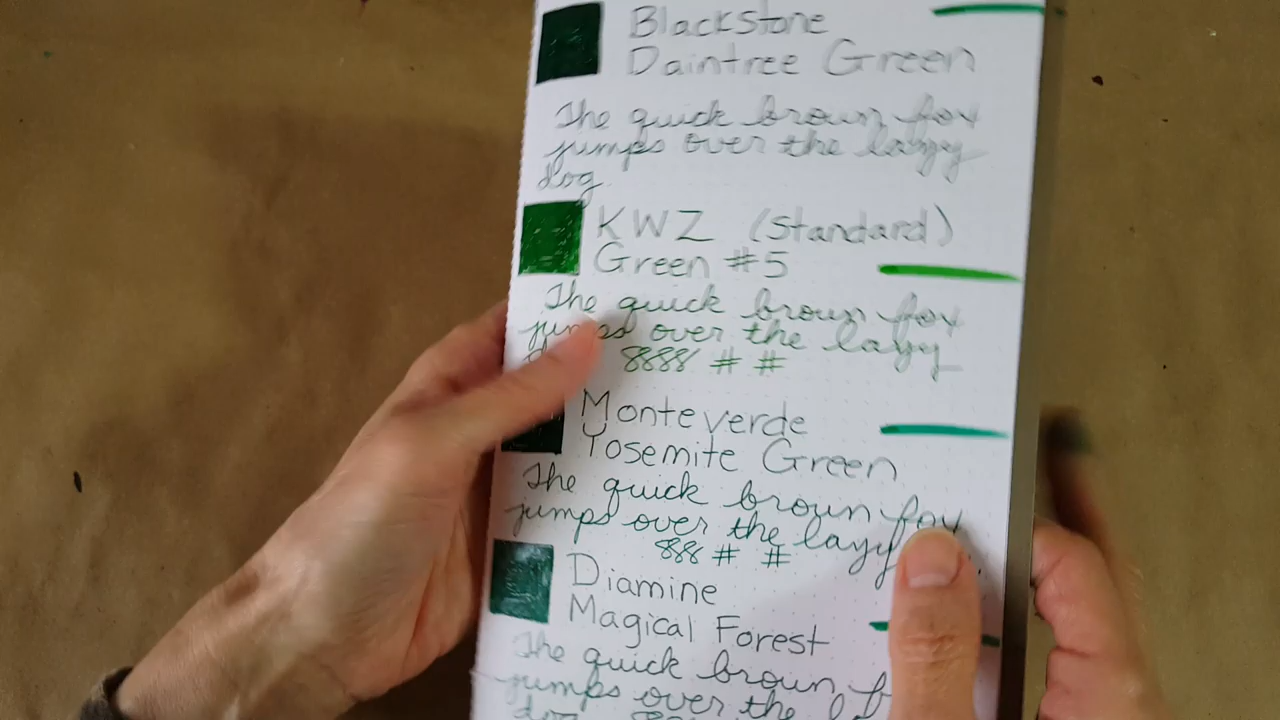 Blackstone
Daintree Green
The quick brown fox
jumps over the lazy
dog.
KWZ (Standard)
Green #5
The quick brown fox
jumps over the lazy
8888 # #
Monteverde
Yosemite Green
The quick brown fox
jumps over the lazy
888 # #
Diamine
Magical Forest
The quick brown
jumps over the
dog